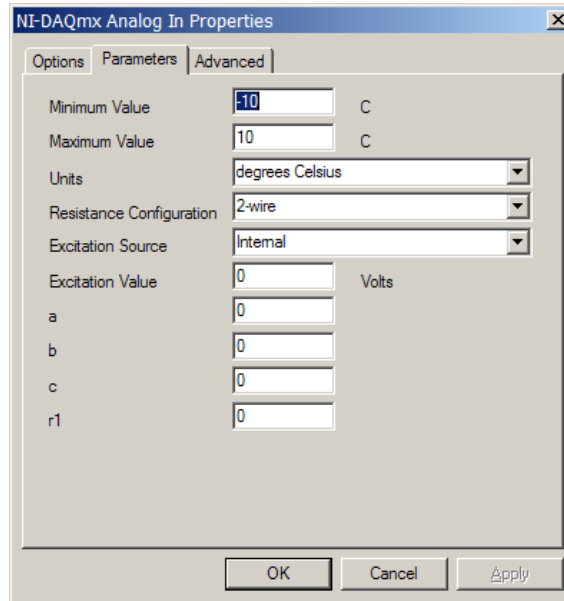 NI-DAQmx Analog In Properties
Options Parameters Advanced
Minimum Value -10 C
Maximum Value 10 C
Units degrees Celsius
Resistance Configuration 2-wire
Excitation Source Internal
Excitation Value 0 Volts
a 0
b 0
c 0
r1 0
OK Cancel Apply